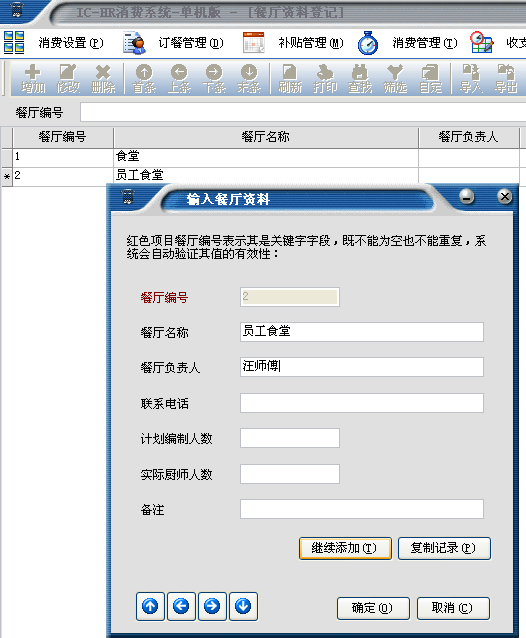 IC-HR消费系统-单机版 - [餐厅资料登记]
消费设置(P) 订餐管理(D) 补贴管理(M) 消费管理(T) 收支
增加 修改 删除 首条 上条 下条 末条 刷新 打印 查找 筛选 自定 导入 导出
餐厅编号
餐厅编号 餐厅名称 餐厅负责人
1 食堂
* 2 员工食堂
输入餐厅资料
红色项目餐厅编号表示其是关键字字段，既不能为空也不能重复，系
统会自动验证其值的有效性：
餐厅编号 2
餐厅名称 员工食堂
餐厅负责人 汪师傅
联系电话
计划编制人数
实际厨师人数
备注
继续添加(T) 复制记录(P)
确定(O) 取消(C)